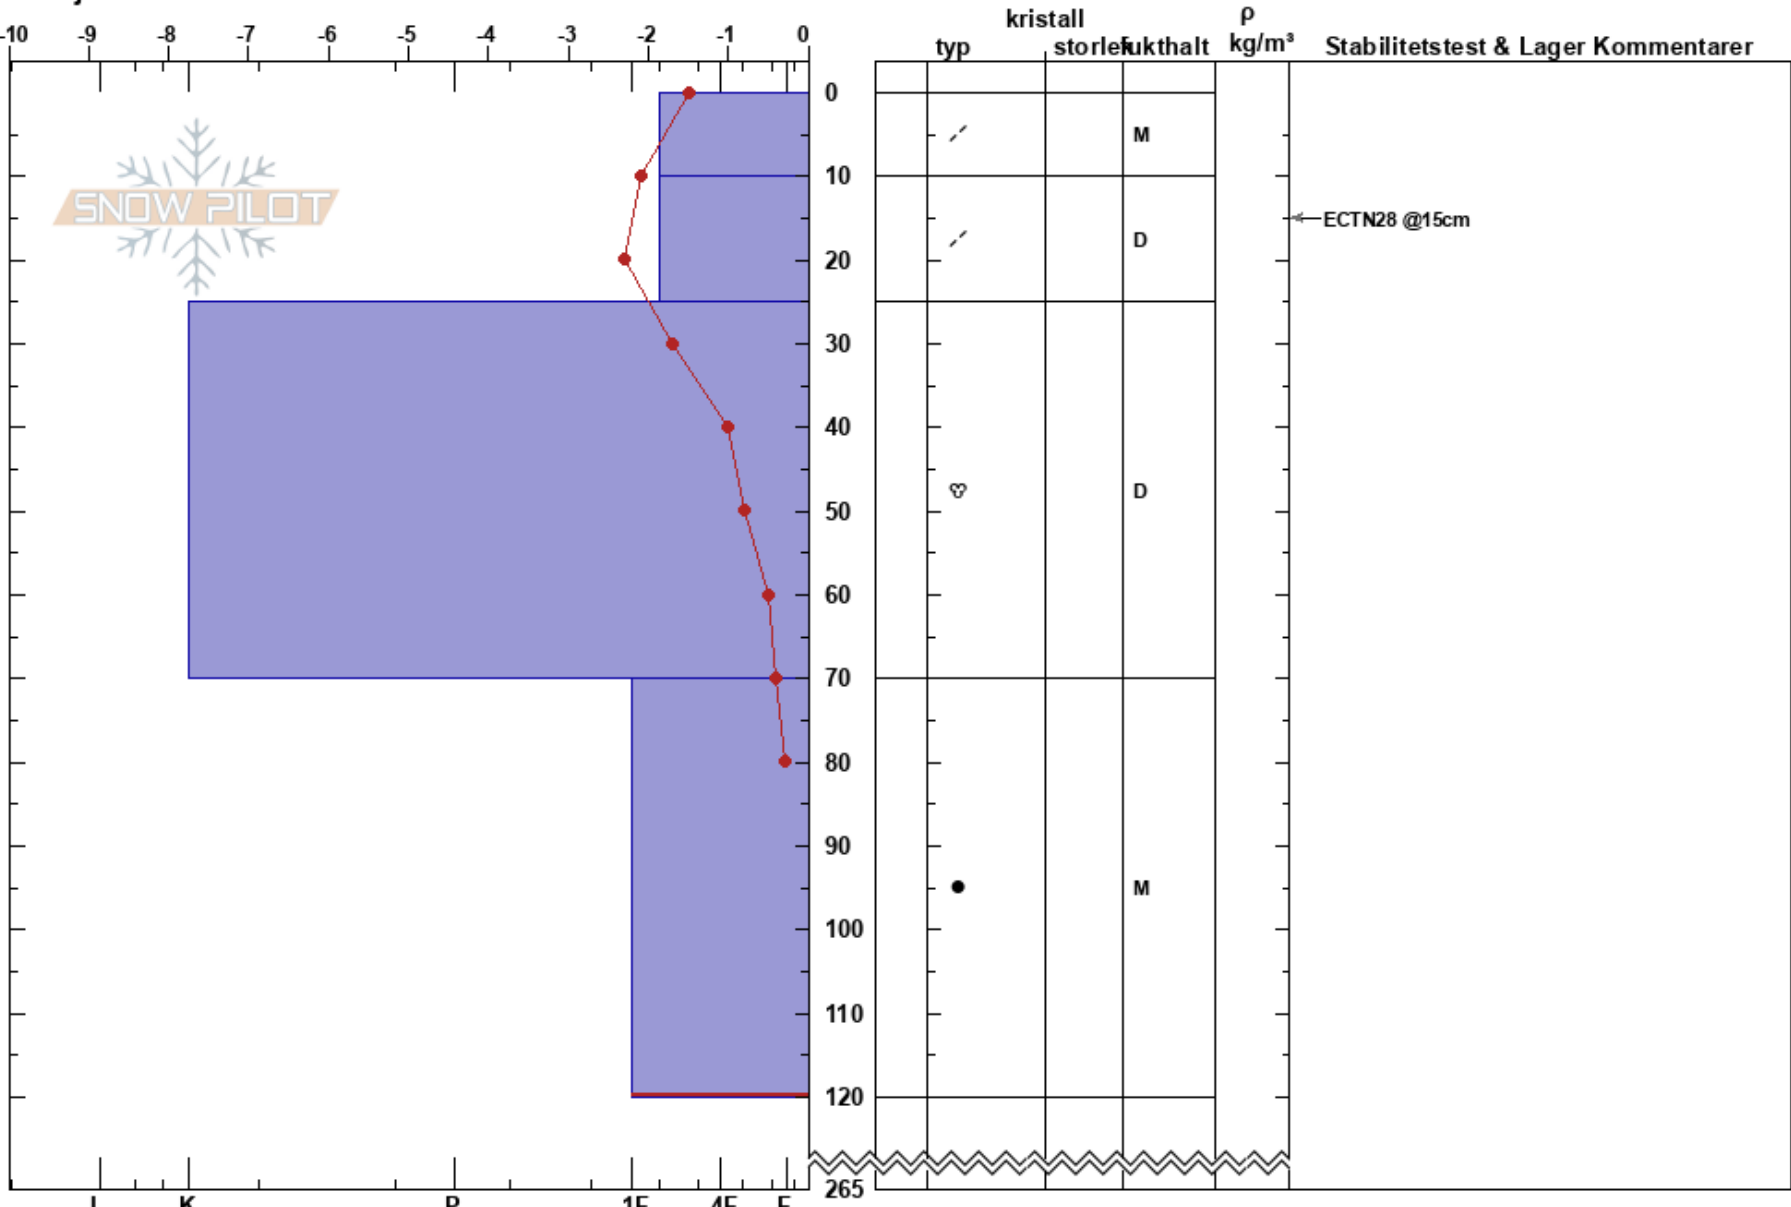 kristall ρ
-10 -9 -8 -7 -6 -5 -4 -3 -2 -1 0 typ storlek fukthalt kg/m³ Stabilitetstest & Lager Kommentarer
0
M
10
SNOW PILOT
ECTN28 @15cm
D
20
30
40
D
50
60
70
80
90
M
100
110
120
265
I K P 1F 4F F